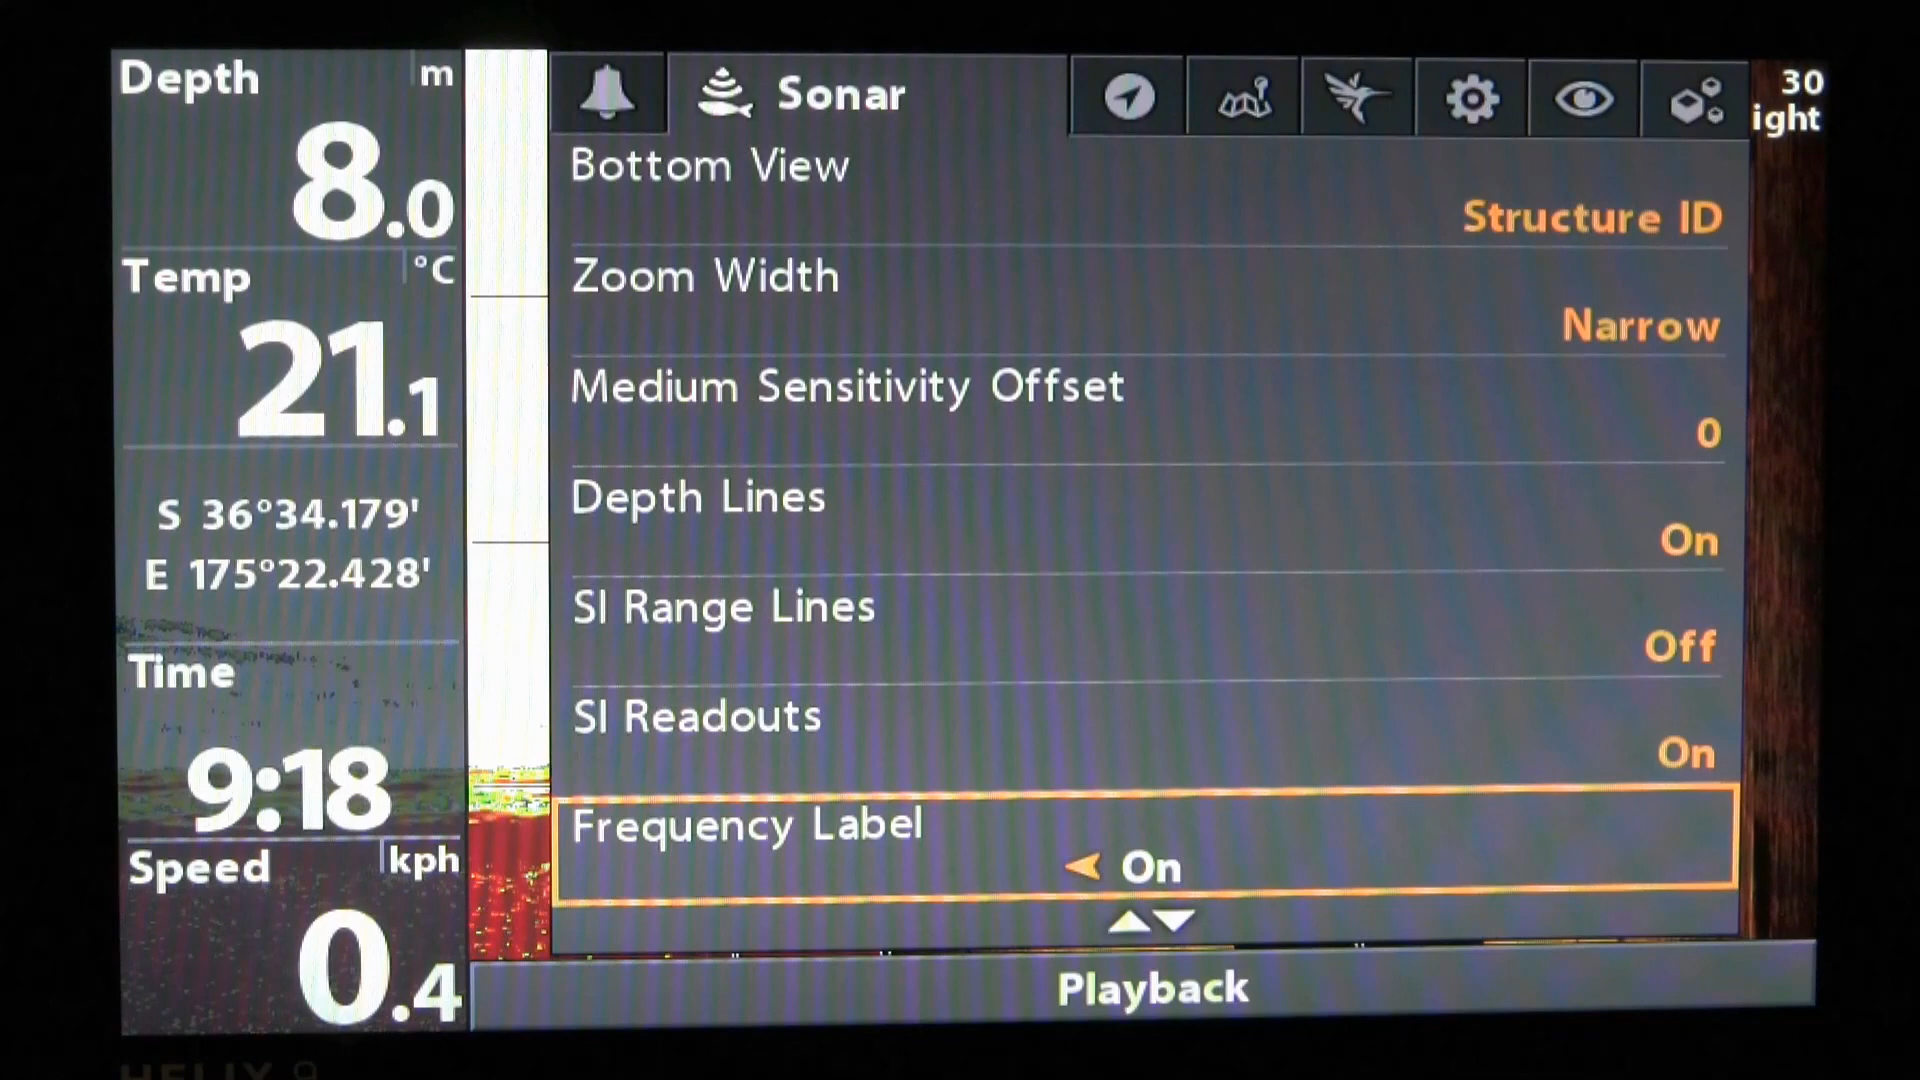 Depth m
8.0
Temp °C
21.1
S 36°34.179'
E 175°22.428'
Time
9:18
Speed kph
0.4
Sonar
Bottom View
Structure ID
Zoom Width
Narrow
Medium Sensitivity Offset
0
Depth Lines
On
SI Range Lines
Off
SI Readouts
On
Frequency Label
On
Playback
30
ight
HELIX 9